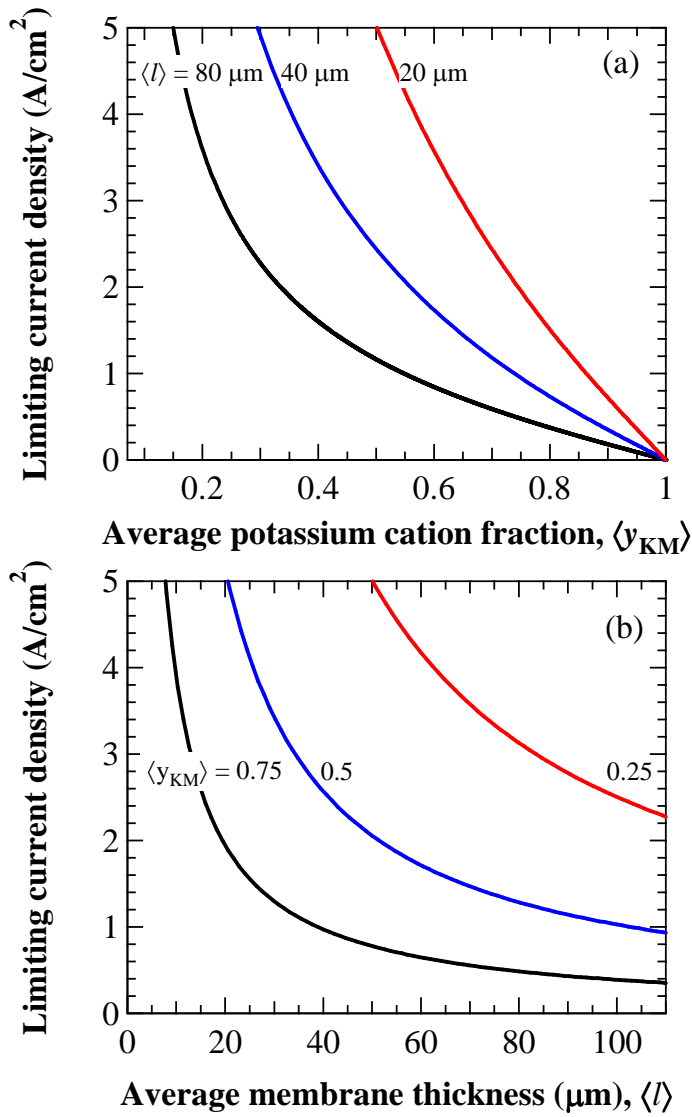 Limiting current density (A/cm²)
5
(a)
⟨l⟩ = 80 μm 40 μm 20 μm
4
3
2
1
0
0.2 0.4 0.6 0.8 1
Average potassium cation fraction, ⟨y_KM⟩
Limiting current density (A/cm²)
5
(b)
4
3
⟨y_KM⟩ = 0.75 0.5 0.25
2
1
0
0 20 40 60 80 100
Average membrane thickness (μm), ⟨l⟩